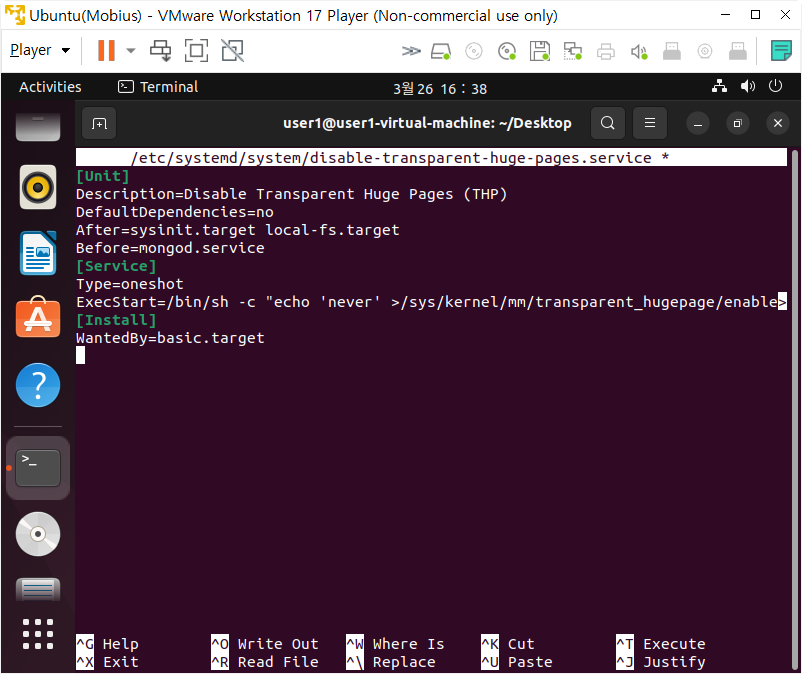 Ubuntu(Mobius) - VMware Workstation 17 Player (Non-commercial use only)
Player
Activities
Terminal
3월 26 16 : 38
user1@user1-virtual-machine: ~/Desktop
/etc/systemd/system/disable-transparent-huge-pages.service *
[Unit]
Description=Disable Transparent Huge Pages (THP)
DefaultDependencies=no
After=sysinit.target local-fs.target
Before=mongod.service
[Service]
Type=oneshot
ExecStart=/bin/sh -c "echo 'never' >/sys/kernel/mm/transparent_hugepage/enable>
[Install]
WantedBy=basic.target
^G Help ^O Write Out ^W Where Is ^K Cut ^T Execute
^X Exit ^R Read File ^\ Replace ^U Paste ^J Justify